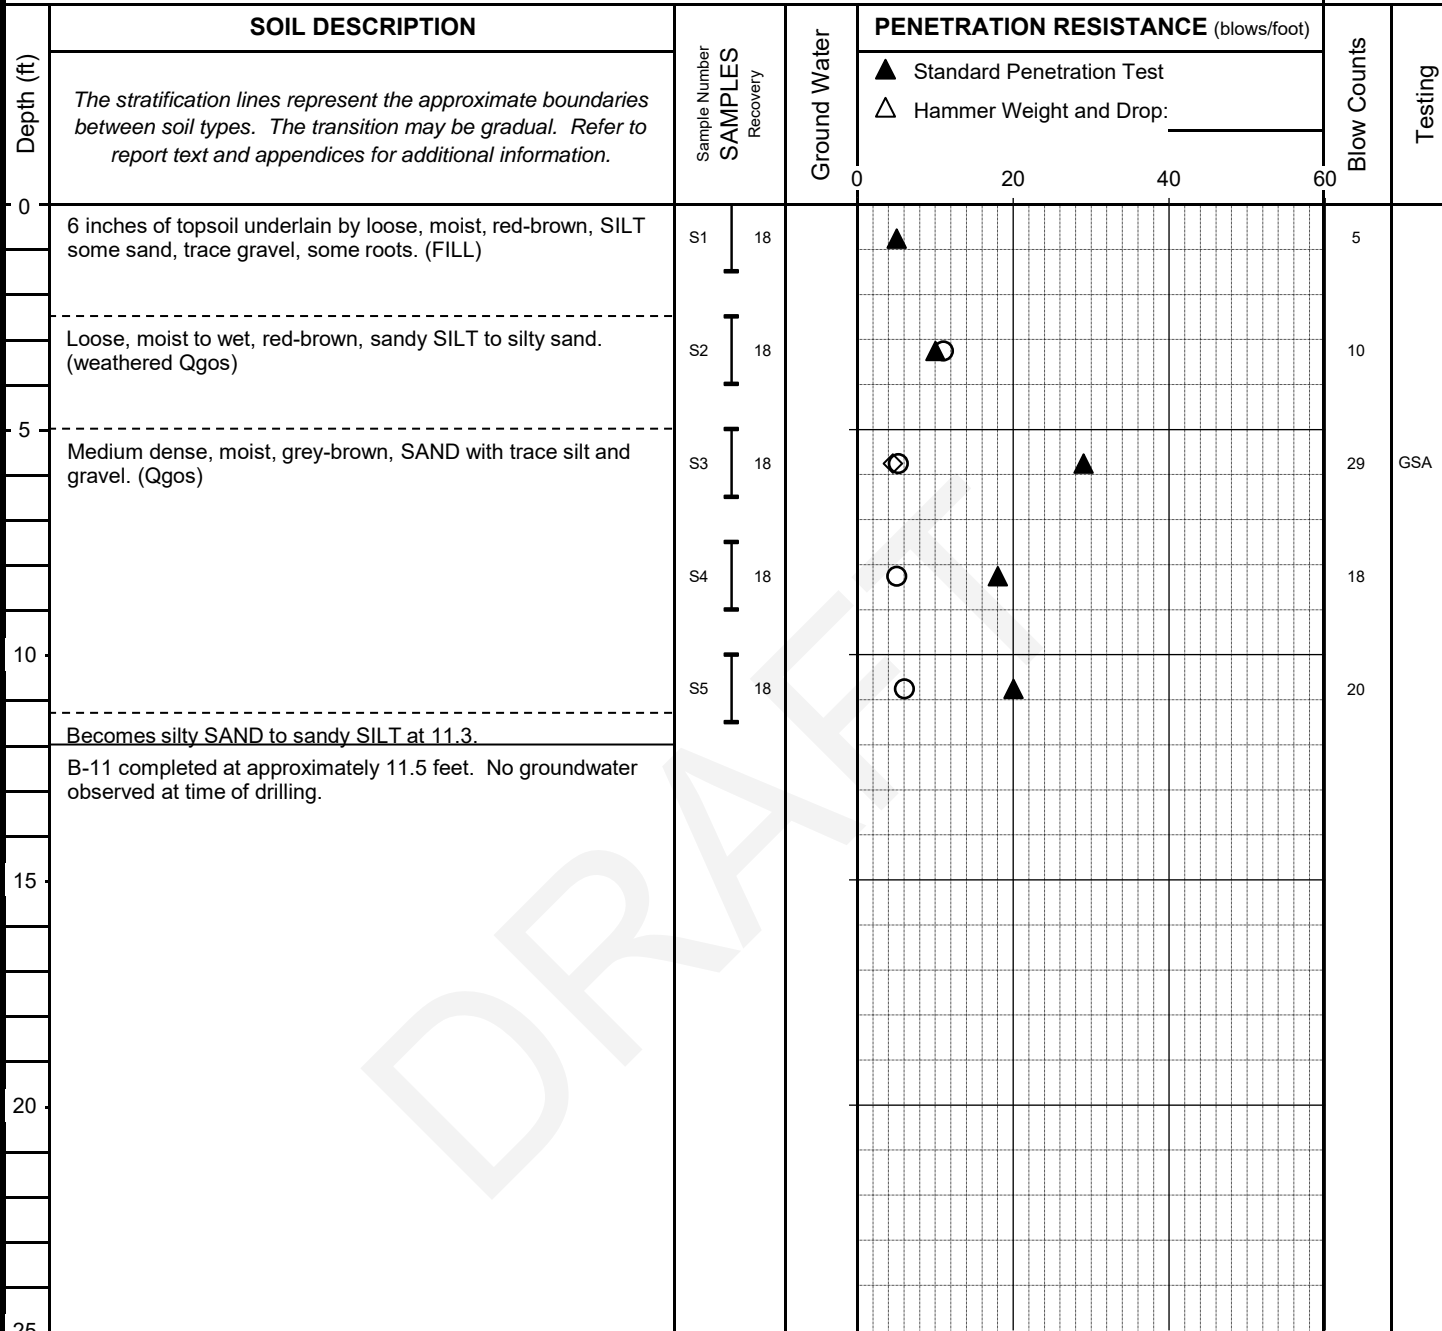 Depth (ft)
SOIL DESCRIPTION
The stratification lines represent the approximate boundaries
between soil types. The transition may be gradual. Refer to
report text and appendices for additional information.
Sample Number
SAMPLES
Recovery
Ground Water
PENETRATION RESISTANCE (blows/foot)
Standard Penetration Test
Hammer Weight and Drop:
0 20 40 60
Blow Counts
Testing
0
6 inches of topsoil underlain by loose, moist, red-brown, SILT
some sand, trace gravel, some roots. (FILL)
S1 18 5
Loose, moist to wet, red-brown, sandy SILT to silty sand.
(weathered Qgos)
S2 18 10
5
Medium dense, moist, grey-brown, SAND with trace silt and
gravel. (Qgos)
S3 18 29 GSA
S4 18 18
10
S5 18 20
Becomes silty SAND to sandy SILT at 11.3.
B-11 completed at approximately 11.5 feet. No groundwater
observed at time of drilling.
15
20
25
DRAFT